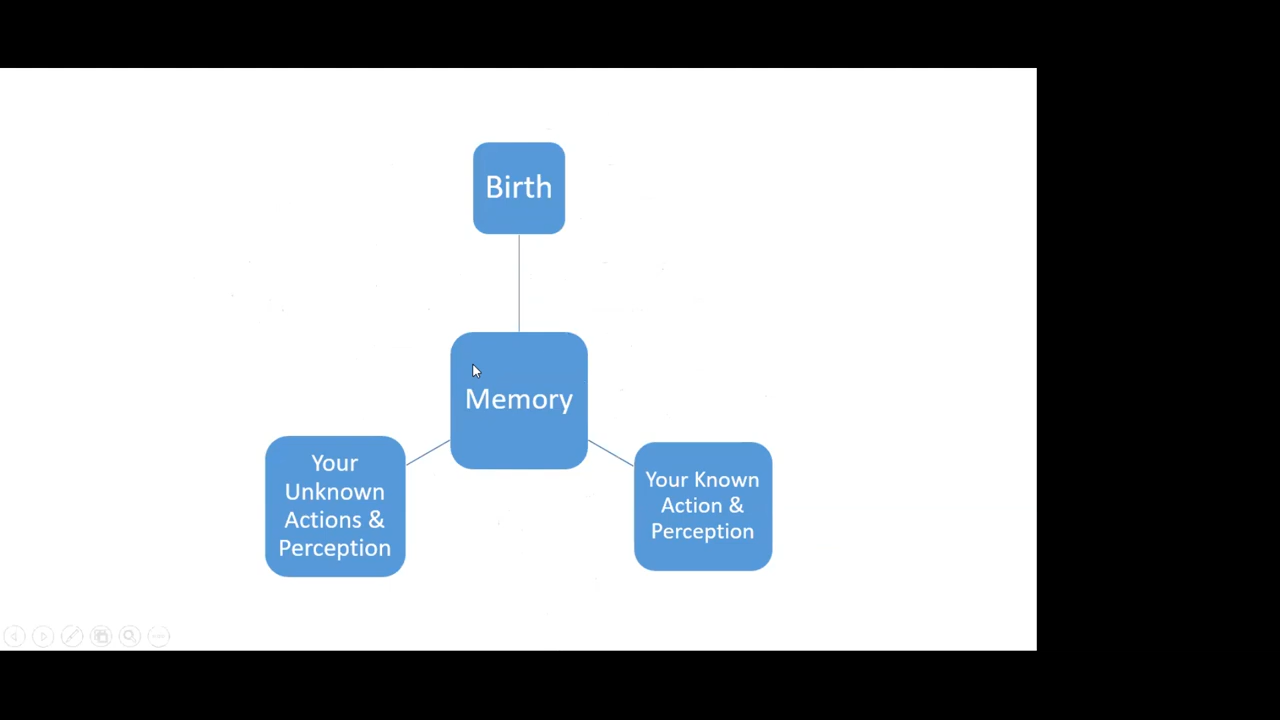 Birth
Memory
Your
Unknown
Actions &
Perception
Your Known
Action &
Perception